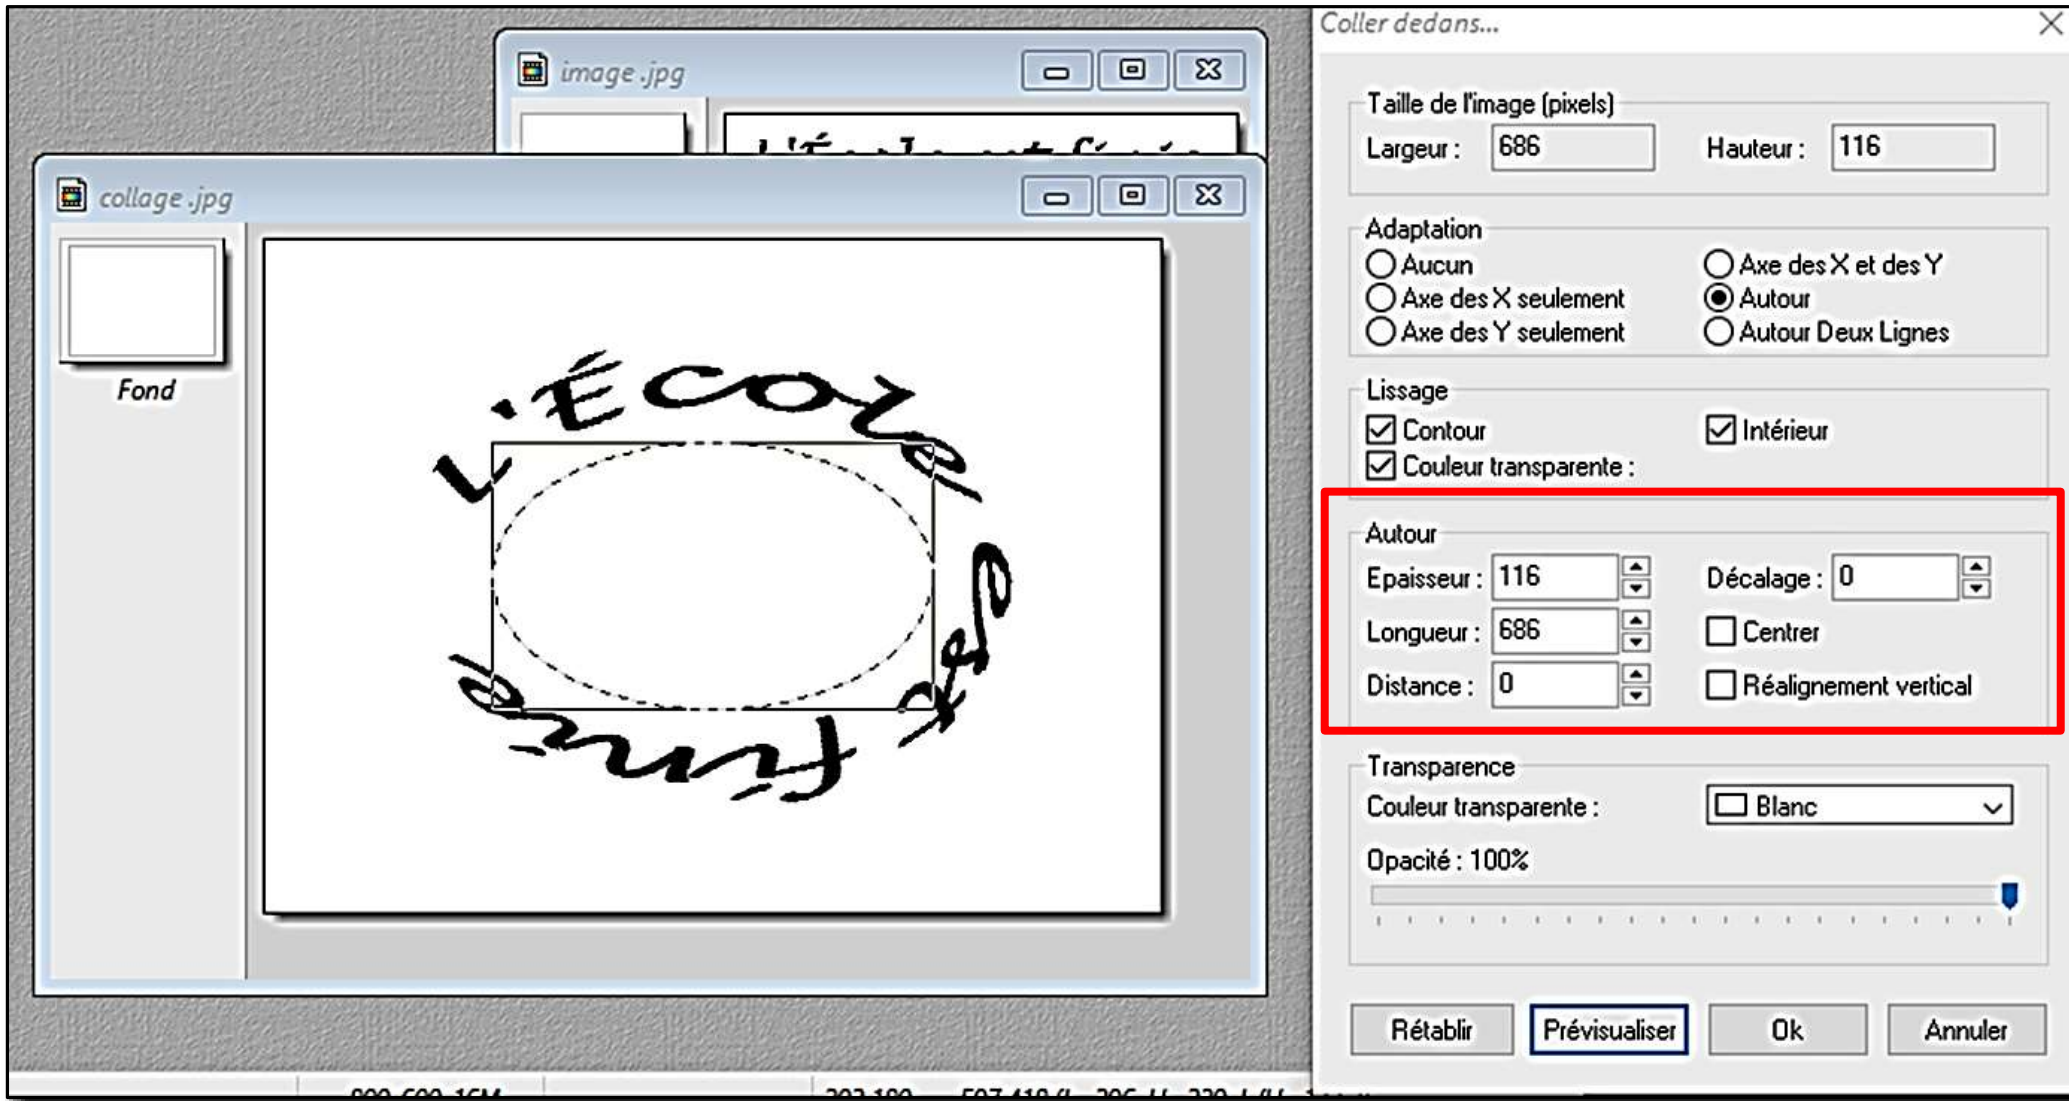 Coller dedans...
image .jpg
collage .jpg
Fond
L'École est finie
Taille de l'image (pixels)
Largeur : 686 Hauteur : 116
Adaptation
Aucun Axe des X et des Y
Axe des X seulement Autour
Axe des Y seulement Autour Deux Lignes
Lissage
Contour Intérieur
Couleur transparente :
Autour
Epaisseur : 116 Décalage : 0
Longueur : 686 Centrer
Distance : 0 Réalignement vertical
Transparence
Couleur transparente : Blanc
Opacité : 100%
Rétablir Prévisualiser Ok Annuler